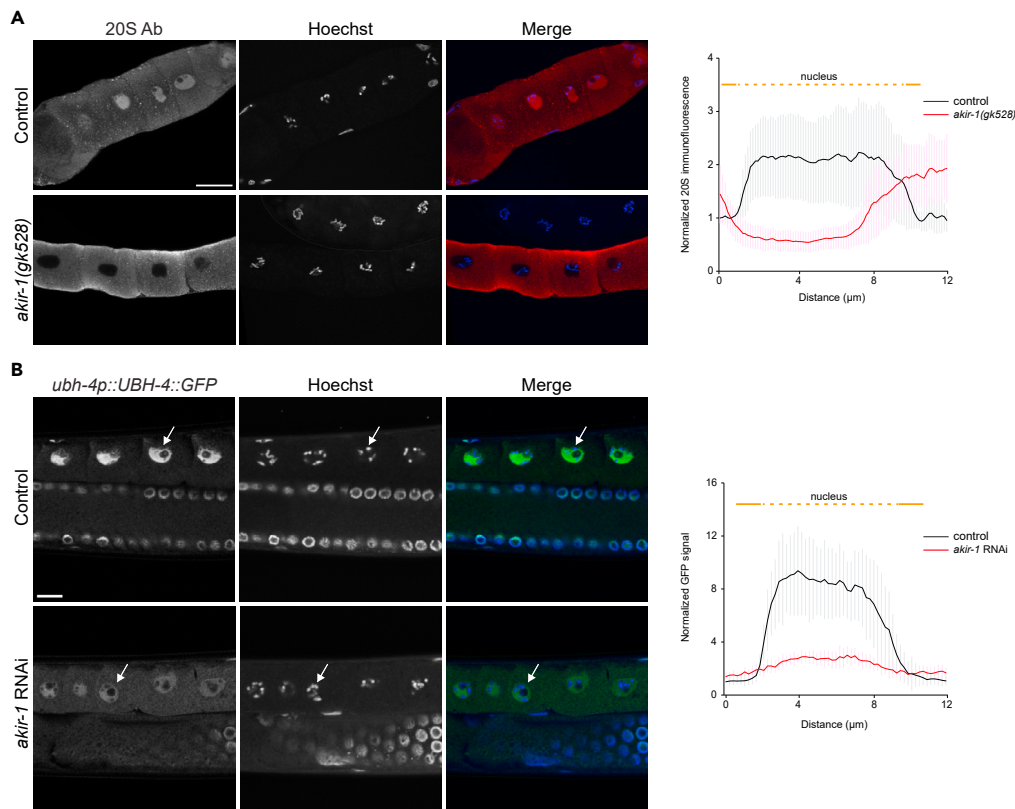 A
20S Ab
Hoechst
Merge
Control
akir-1(gk528)
Normalized 20S immunofluorescence
4
3
2
1
0
nucleus
control
akir-1(gk528)
0
4
8
12
Distance (µm)
B
ubh-4p::UBH-4::GFP
Hoechst
Merge
Control
akir-1 RNAi
Normalized GFP signal
16
12
8
4
0
nucleus
control
akir-1 RNAi
0
4
8
12
Distance (µm)